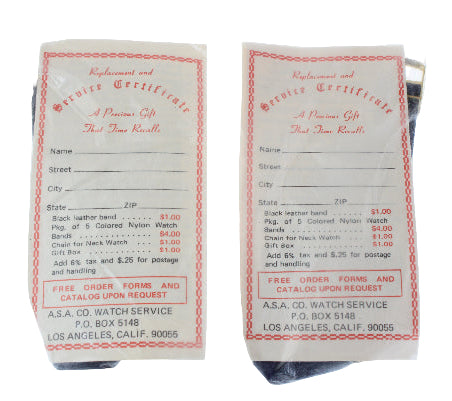 Replacement and
Service Certificate
A Precious Gift
That Time Recalls
Name
Street
City
State ZIP
Black leather band . . . . . . $1.00
Pkg. of 5 Colored Nylon Watch
Bands . . . . . . . . . . . . . $4.00
Chain for Neck Watch . . . . $1.00
Gift Box . . . . . . . . . . . $1.00
Add 6% tax and $.25 for postage
and handling
FREE ORDER FORMS AND
CATALOG UPON REQUEST
A.S.A. CO. WATCH SERVICE
P.O. BOX 5148
LOS ANGELES, CALIF. 90055
Replacement and
Service Certificate
A Precious Gift
That Time Recalls
Name
Street
City
State ZIP
Black leather band . . . . . . $1.00
Pkg. of 5 Colored Nylon Watch
Bands . . . . . . . . . . . . . $4.00
Chain for Neck Watch . . . $1.00
Gift Box . . . . . . . . . . . $1.00
Add 6% tax and $.25 for postage
and handling
FREE ORDER FORMS AND
CATALOG UPON REQUEST
A.S.A. CO. WATCH SERVICE
P.O. BOX 5148
LOS ANGELES, CALIF. 90055